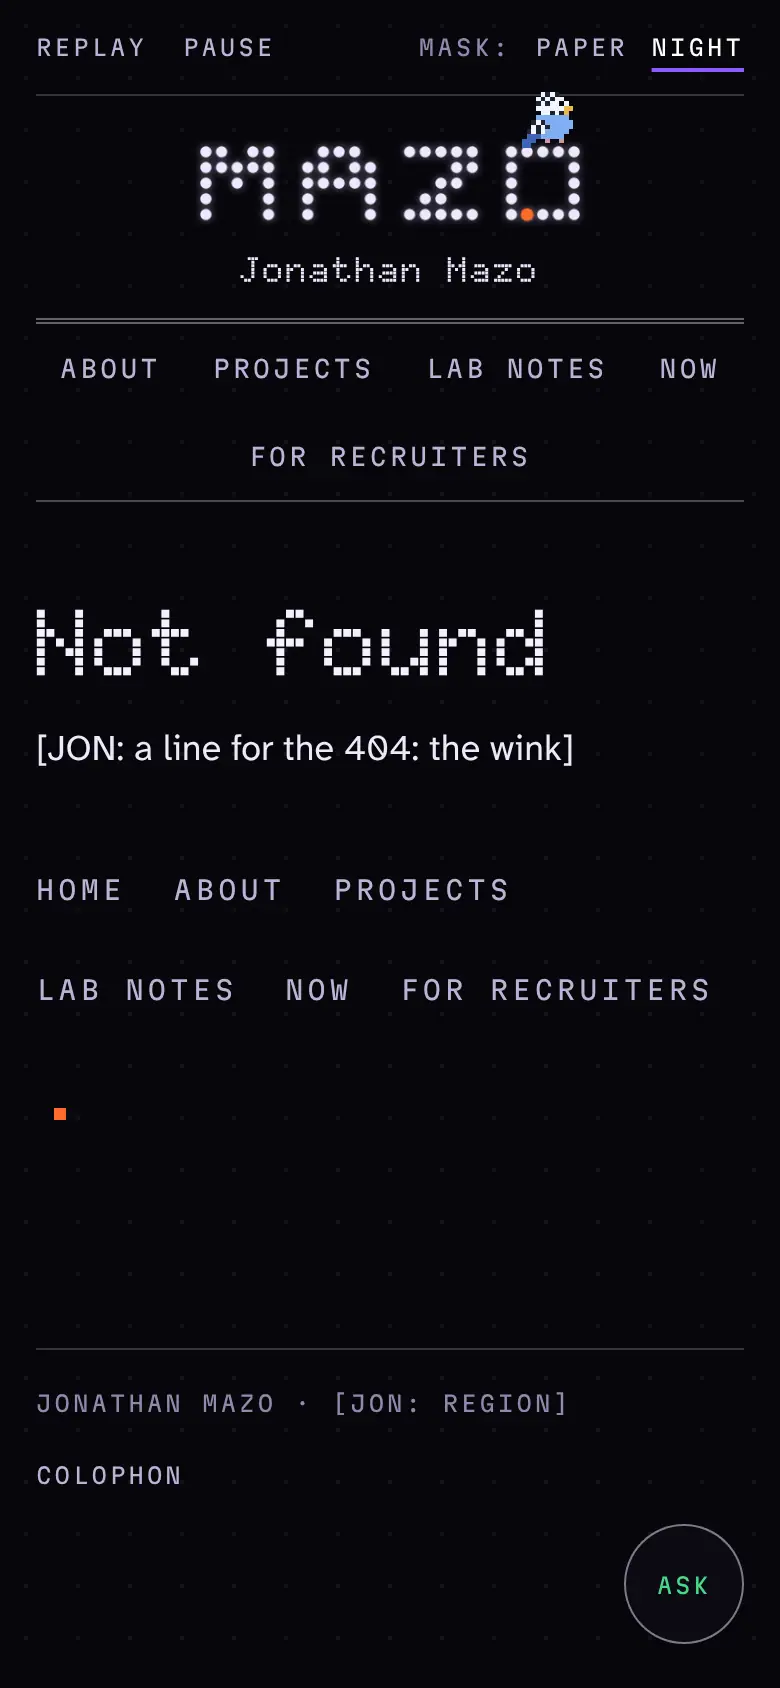 REPLAY PAUSE MASK: PAPER NIGHT
MAZO
Jonathan Mazo
ABOUT PROJECTS LAB NOTES NOW
FOR RECRUITERS
Not found
[JON: a line for the 404: the wink]
HOME ABOUT PROJECTS
LAB NOTES NOW FOR RECRUITERS
JONATHAN MAZO · [JON: REGION]
COLOPHON
ASK